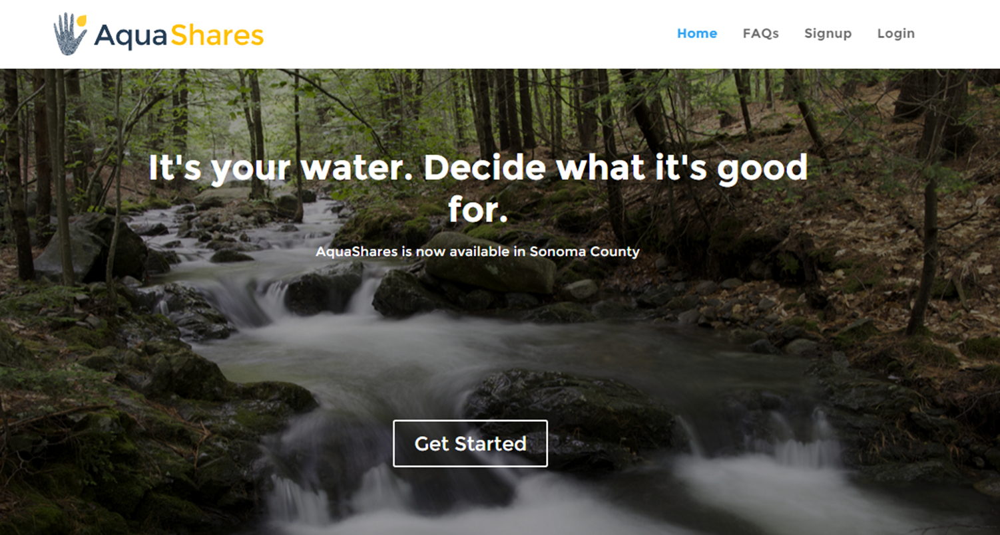 AquaShares
Home FAQs Signup Login
It's your water. Decide what it's good
for.
AquaShares is now available in Sonoma County
Get Started